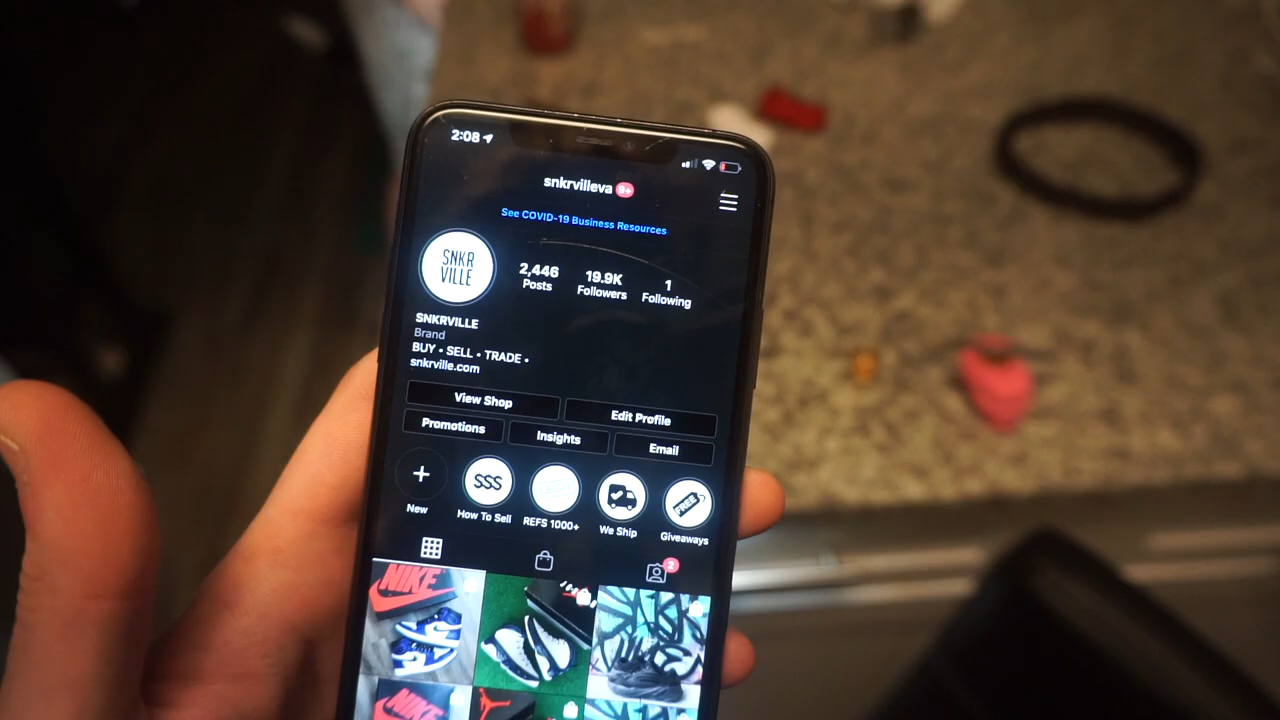 2:08
snkrvilleva 9+
See COVID-19 Business Resources
SNKR
VILLE
2,446 19.9K 1
Posts Followers Following
SNKRVILLE
Brand
BUY • SELL • TRADE •
snkrville.com
View Shop Edit Profile
Promotions Insights Email
$$$ FREE
New How To Sell REFS 1000+ We Ship Giveaways
2
NIKE
NIKE